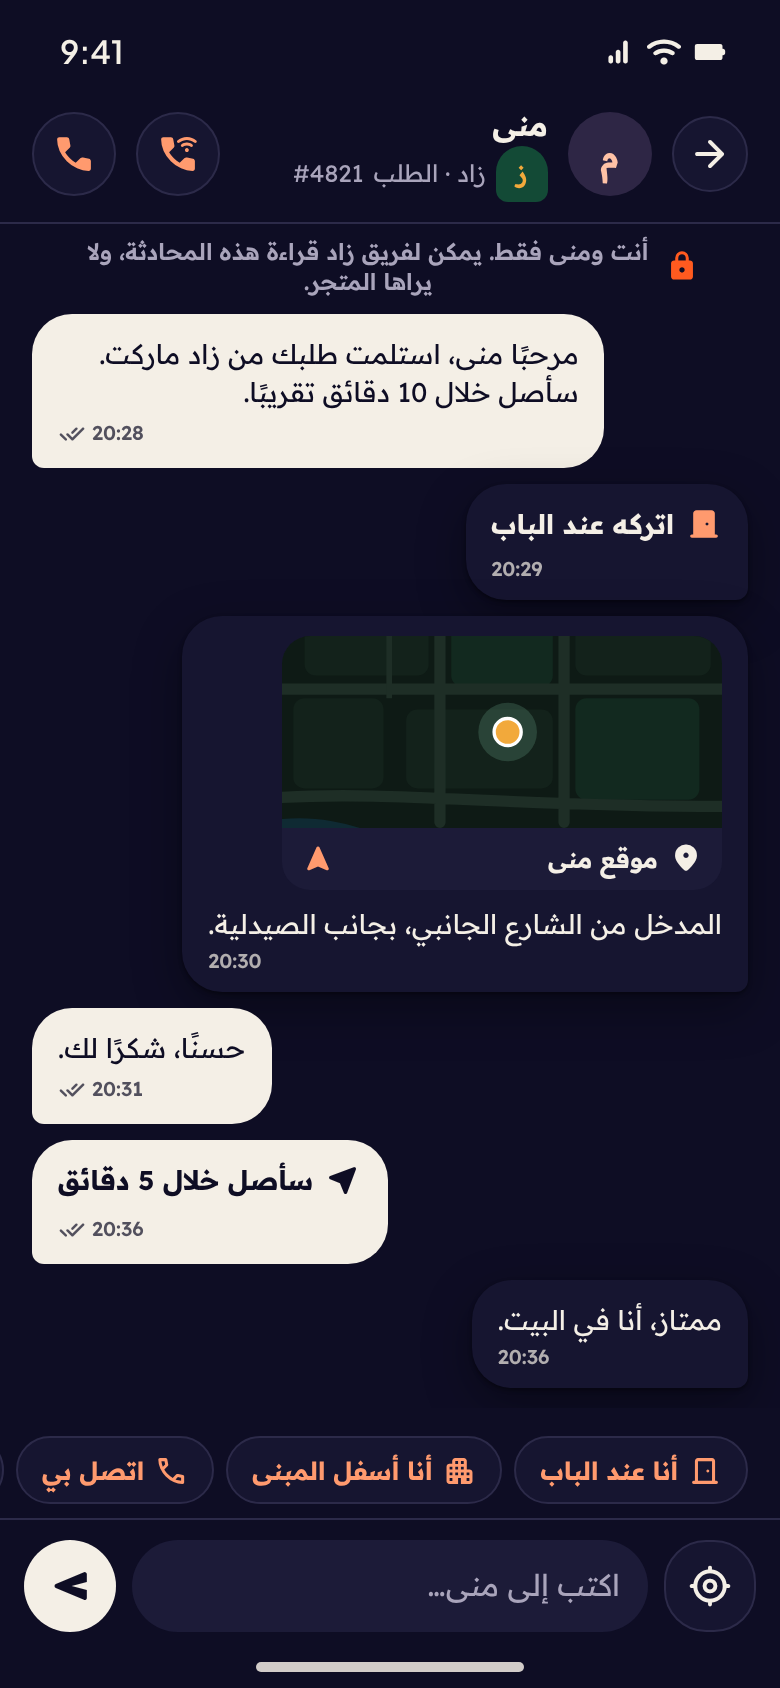 9:41
منى
م
ز
زاد · الطلب #4821
أنت ومنى فقط. يمكن لفريق زاد قراءة هذه المحادثة، ولا
يراها المتجر.
مرحبًا منى، استلمت طلبك من زاد ماركت.
سأصل خلال 10 دقائق تقريبًا.
20:28
اتركه عند الباب
20:29
موقع منى
المدخل من الشارع الجانبي، بجانب الصيدلية.
20:30
حسنًا، شكرًا لك.
20:31
سأصل خلال 5 دقائق
20:36
ممتاز، أنا في البيت.
20:36
أنا عند الباب
أنا أسفل المبنى
اتصل بي
اكتب إلى منى...